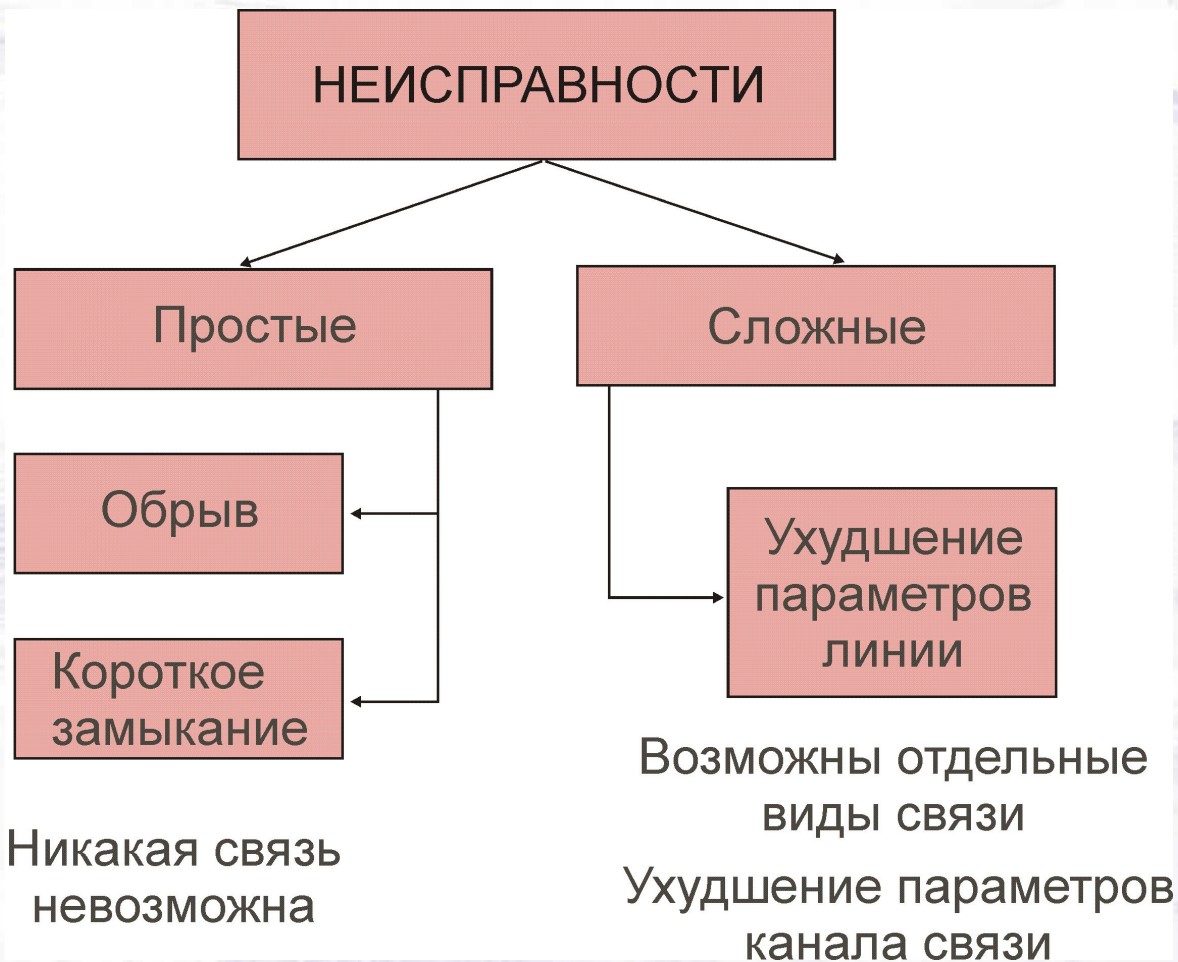 НЕИСПРАВНОСТИ
Простые
Сложные
Обрыв
Ухудшение
параметров
линии
Короткое
замыкание
Возможны отдельные
виды связи
Никакая связь
невозможна
Ухудшение параметров
канала связи